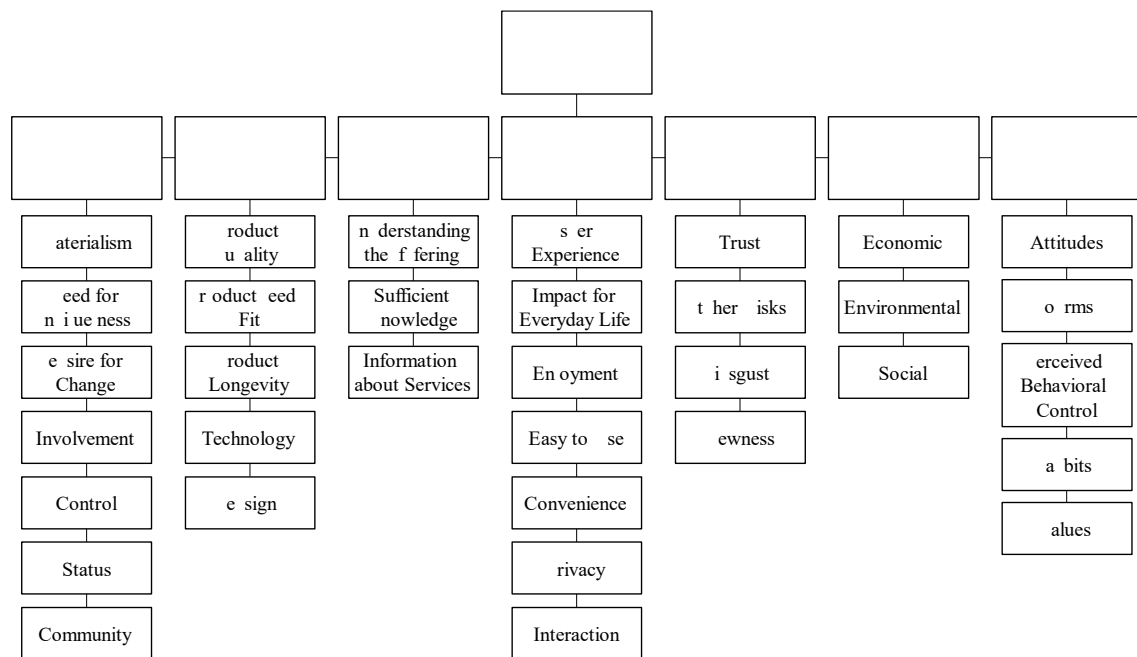 aterialism
eed for
n i ue ness
e sire for
Change
Involvement
Control
Status
Community
roduct
u ality
r oduct eed
Fit
roduct
Longevity
Technology
e sign
n derstanding
the f fering
Sufficient
nowledge
Information
about Services
s er
Experience
Impact for
Everyday Life
En oyment
Easy to se
Convenience
rivacy
Interaction
Trust
t her isks
i sgust
ewness
Economic
Environmental
Social
Attitudes
o rms
erceived
Behavioral
Control
a bits
alues